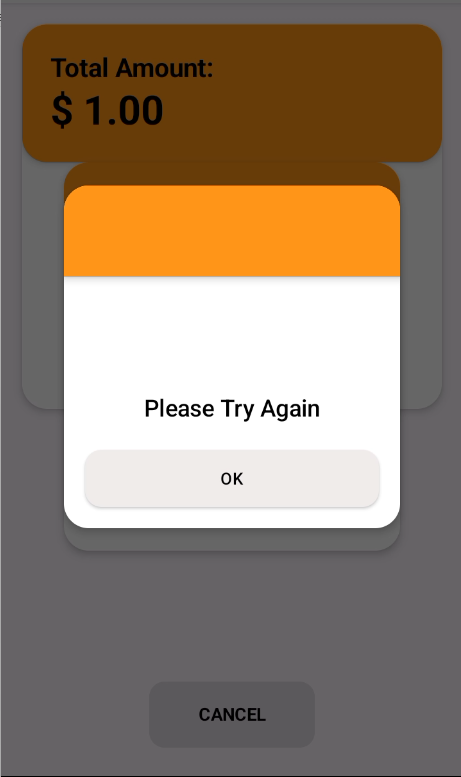 Total Amount:
$ 1.00
Please Try Again
OK
CANCEL